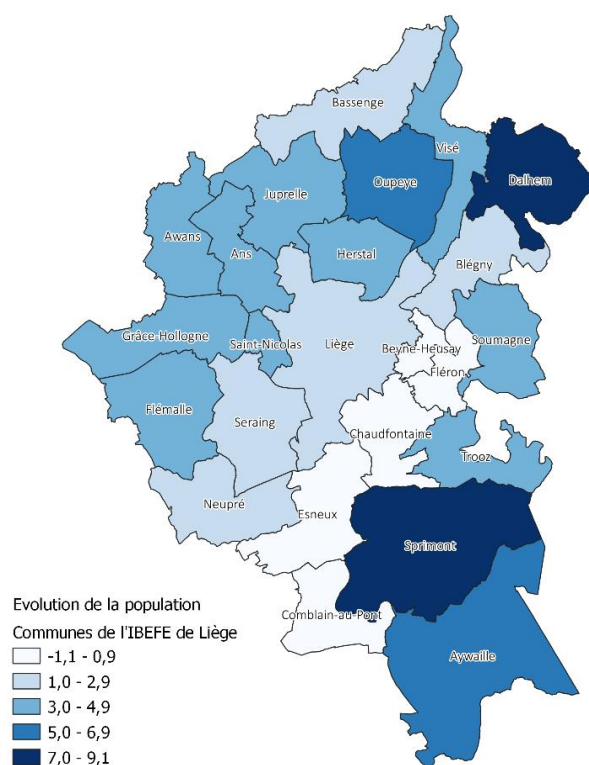 Bassenge
Visé
Dalhem
Oupeye
Juprelle
Awans
Ans
Herstal
Blégny
Grâce-Hollogne
Saint-Nicolas
Liège
Beyne-Heusay
Soumagne
Fléron
Flémalle
Seraing
Chaudfontaine
Trooz
Neupré
Esneux
Sprimont
Comblain-au-Pont
Aywaille
Evolution de la population
Communes de l'IBEFE de Liège
-1,1 - 0,9
1,0 - 2,9
3,0 - 4,9
5,0 - 6,9
7,0 - 9,1